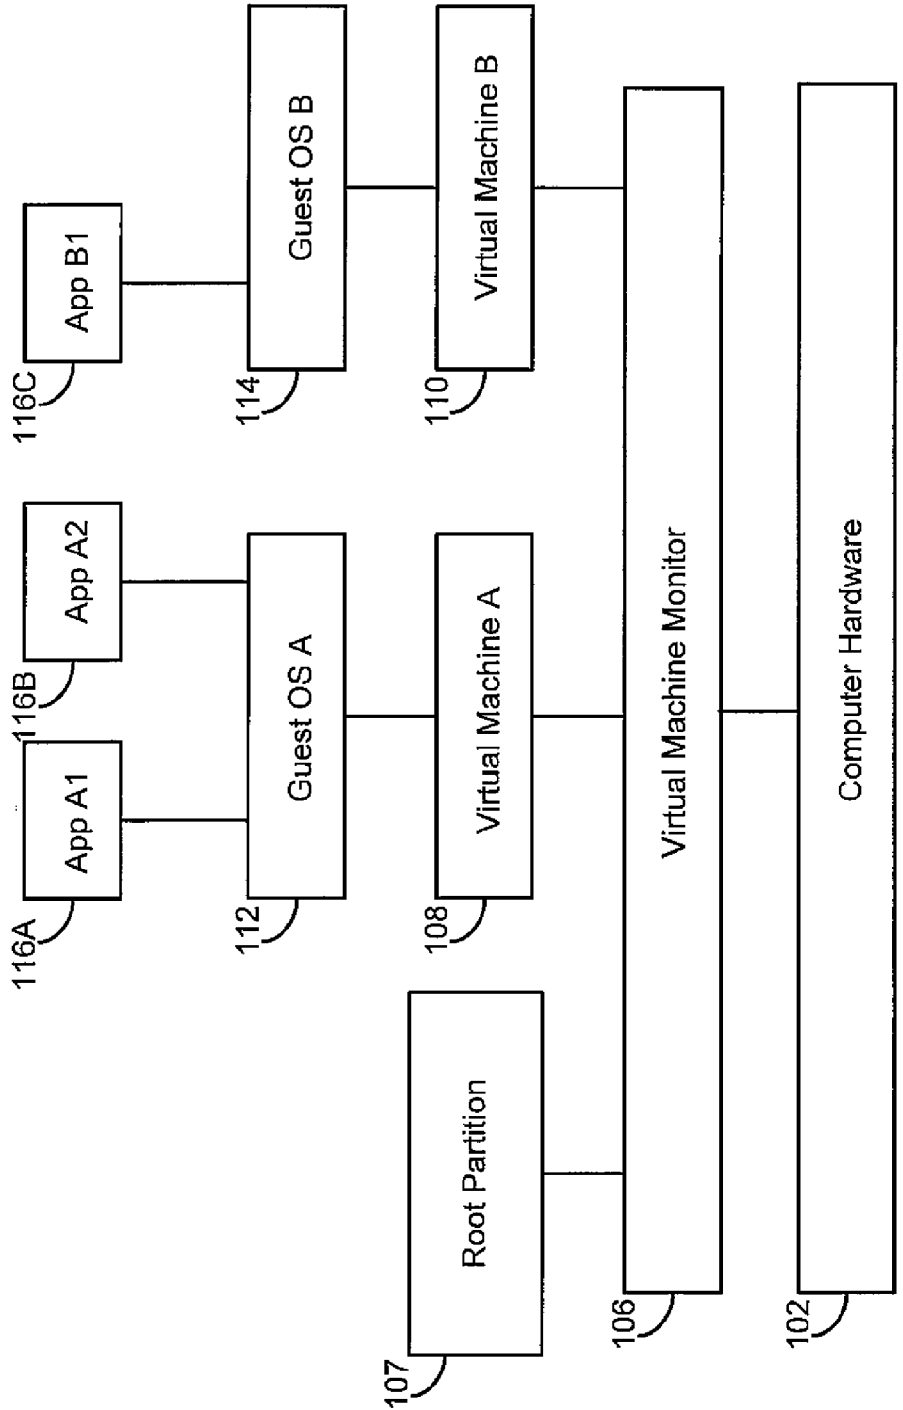 116A
App A1
116B
App A2
116C
App B1
112
Guest OS A
114
Guest OS B
107
Root Partition
108
Virtual Machine A
110
Virtual Machine B
106
Virtual Machine Monitor
102
Computer Hardware